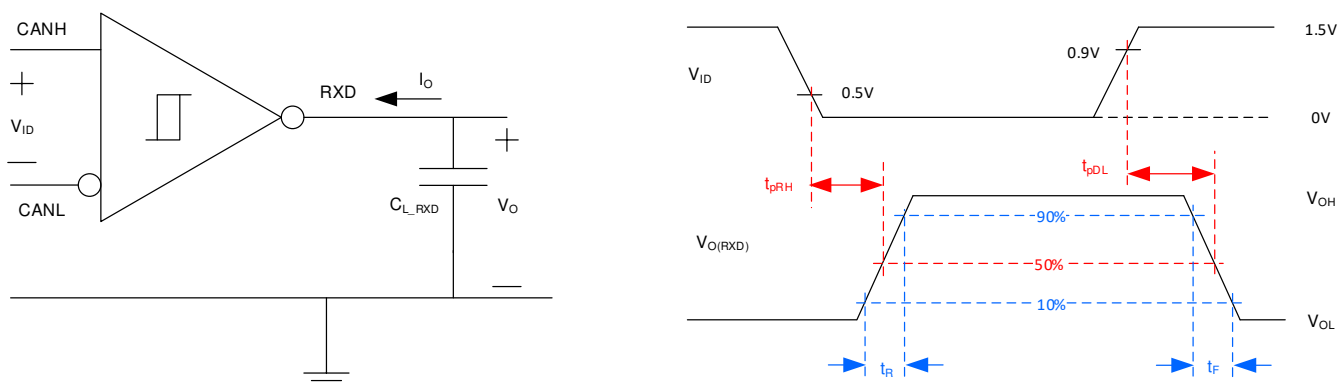 CANH
+
V_ID
—
CANL
RXD
I_O
C_L_RXD
+
V_O
—
V_ID
0.5V
0.9V
1.5V
0V
t_pRH
t_pDL
V_O(RXD)
90%
50%
10%
V_OH
V_OL
t_R
t_F